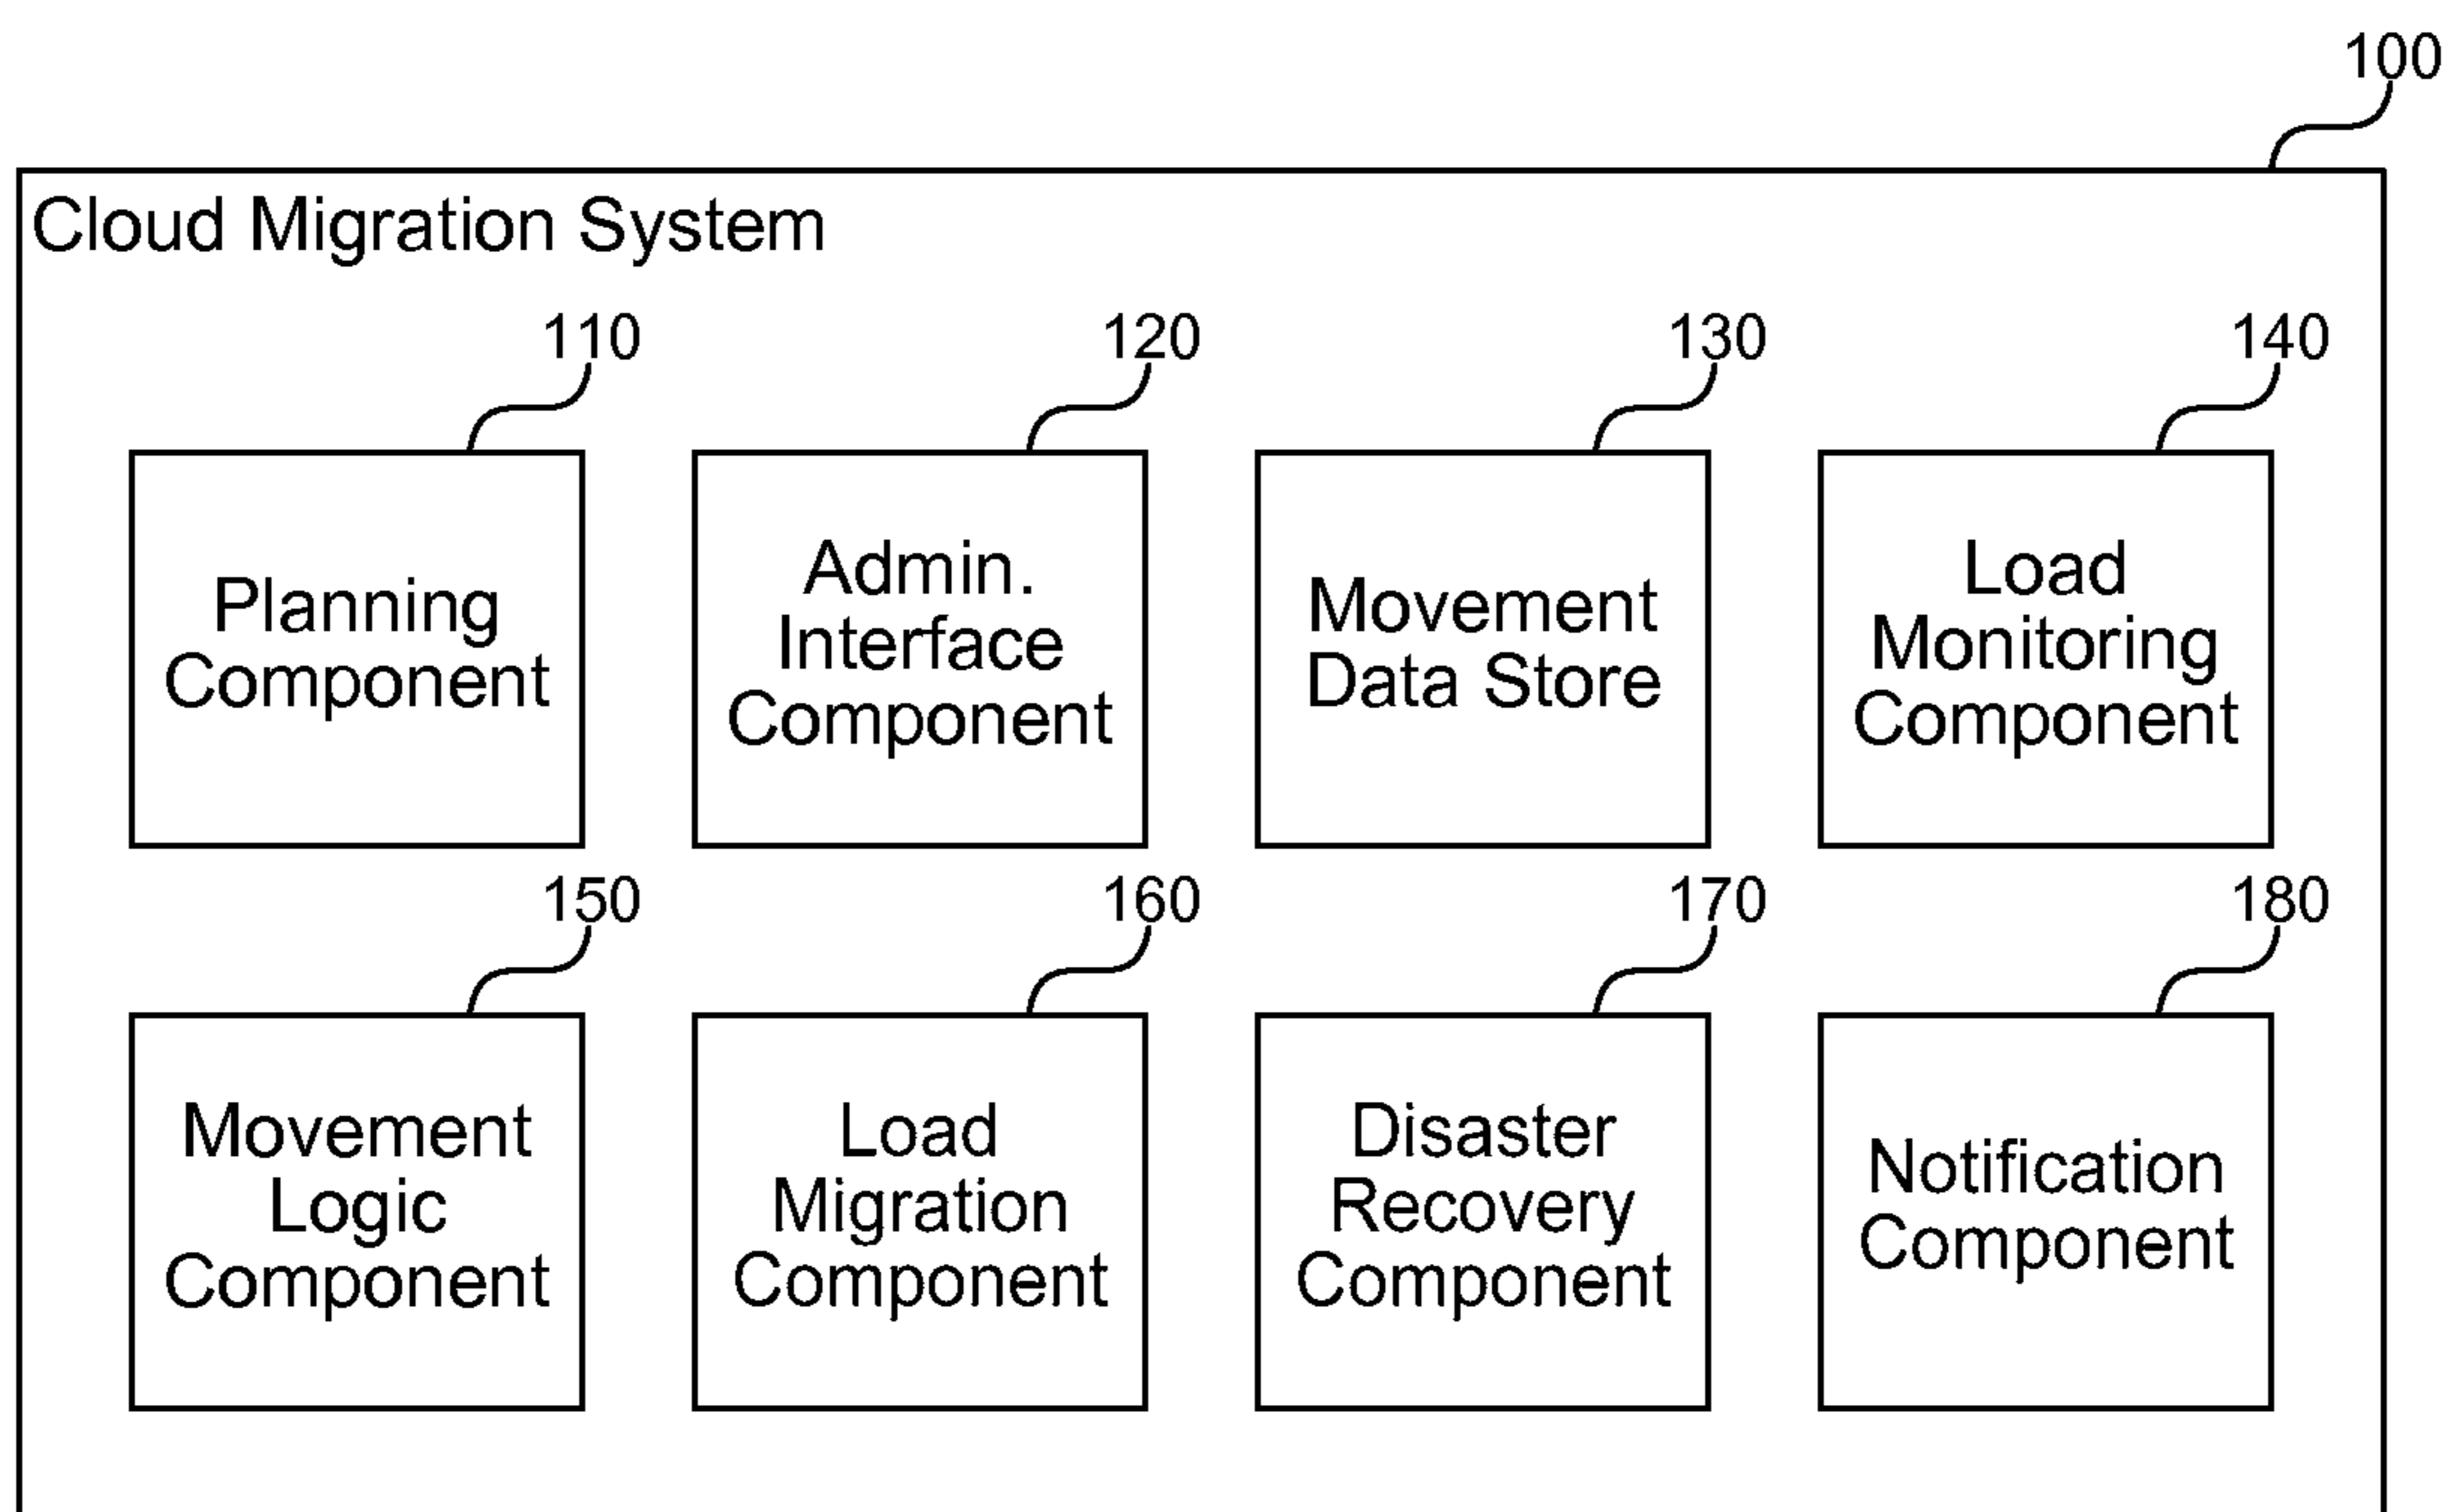 100
Cloud Migration System
110
120
130
140
Planning
Component
Admin.
Interface
Component
Movement
Data Store
Load
Monitoring
Component
150
160
170
180
Movement
Logic
Component
Load
Migration
Component
Disaster
Recovery
Component
Notification
Component